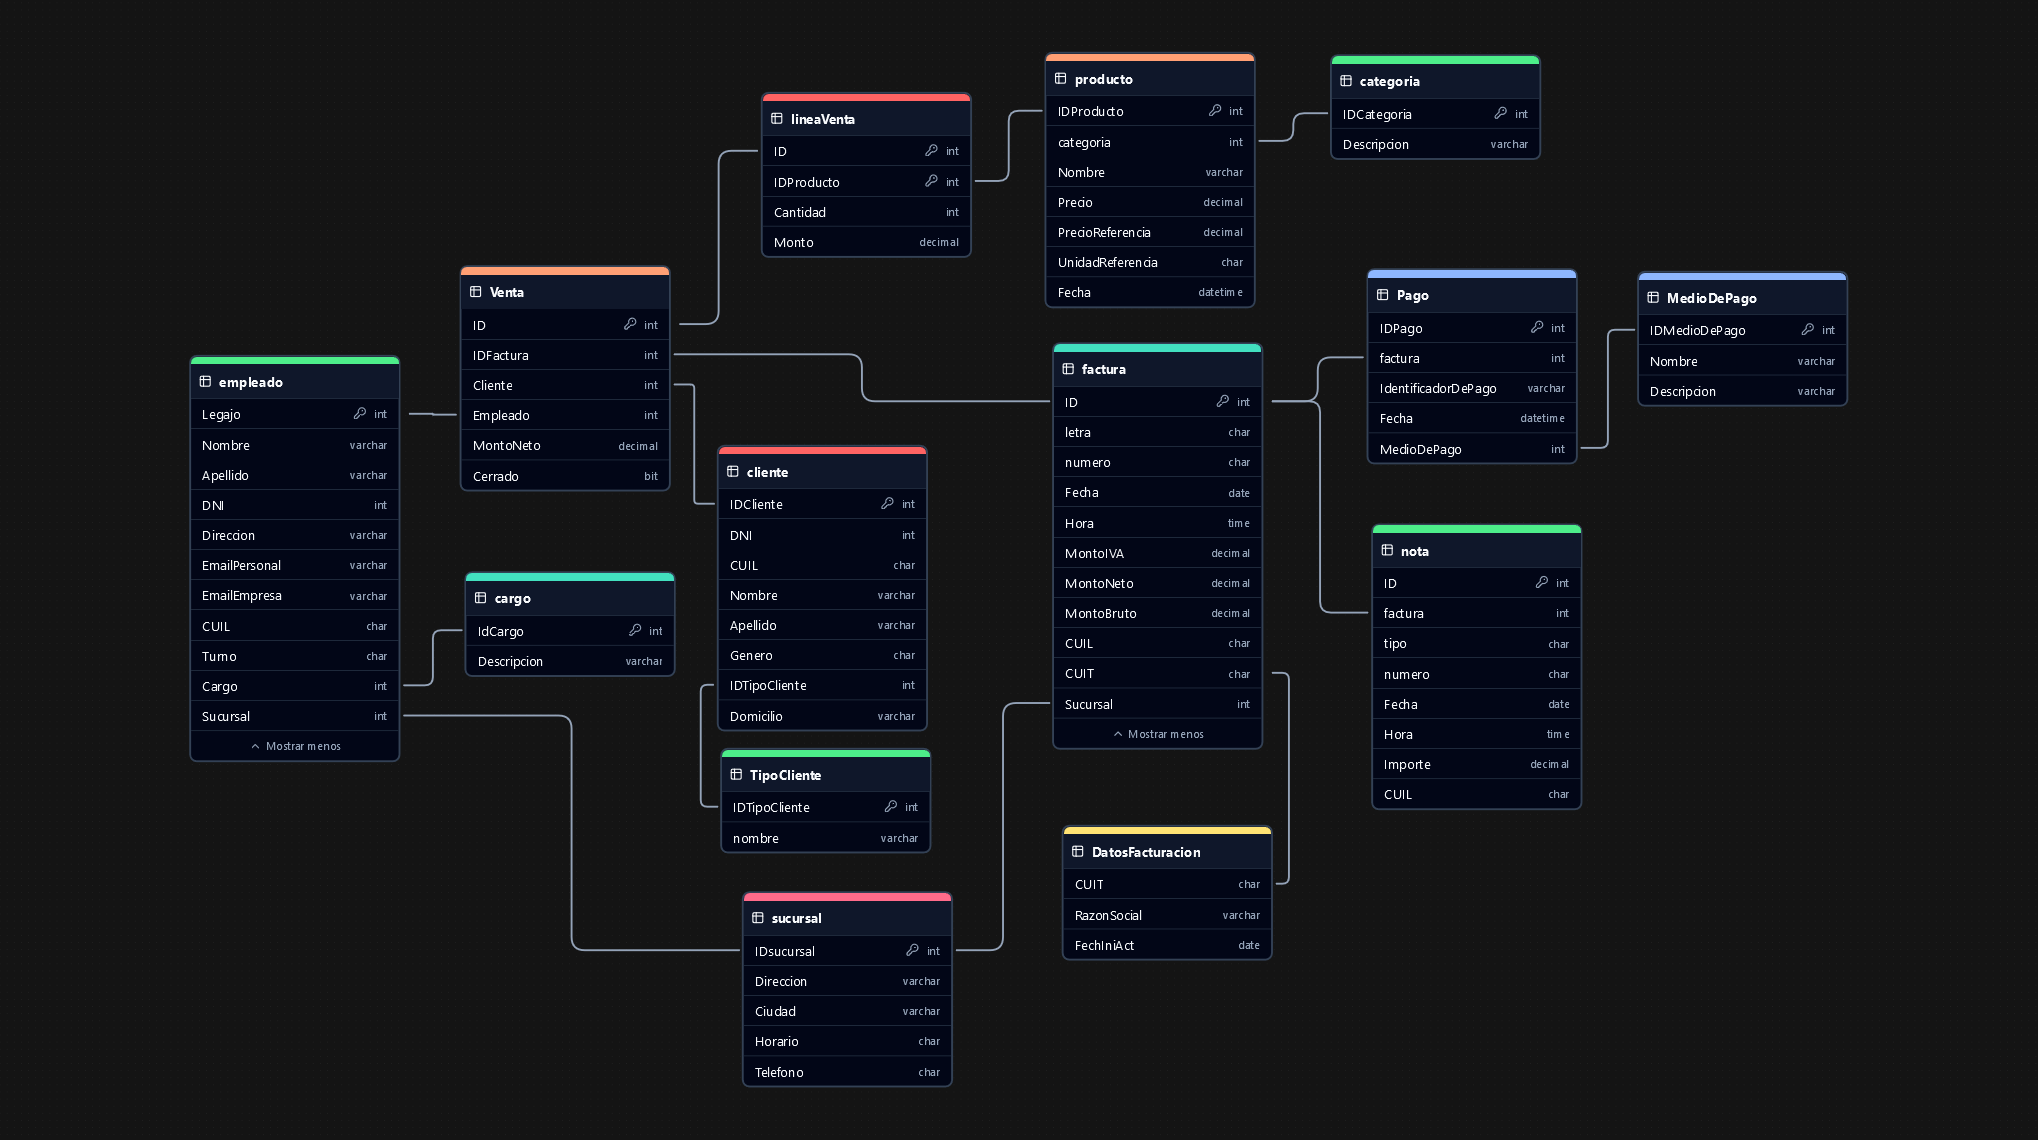 producto
IDProducto int
categoria int
Nombre varchar
Precio decimal
PrecioReferencia decimal
UnidadReferencia char
Fecha datetime
categoria
IDCategoria int
Descripcion varchar
lineaVenta
ID int
IDProducto int
Cantidad int
Monto decimal
Venta
ID int
IDFactura int
Cliente int
Empleado int
MontoNeto decimal
Cerrado bit
Pago
IDPago int
factura int
IdentificadorDePago varchar
Fecha datetime
MedioDePago int
MedioDePago
IDMedioDePago int
Nombre varchar
Descripcion varchar
empleado
Legajo int
Nombre varchar
Apellido varchar
DNI int
Direccion varchar
EmailPersonal varchar
EmailEmpresa varchar
CUIL char
Turno char
Cargo int
Sucursal int
Mostrar menos
factura
ID int
letra char
numero char
Fecha date
Hora time
MontoIVA decimal
MontoNeto decimal
MontoBruto decimal
CUIL char
CUIT char
Sucursal int
Mostrar menos
cliente
IDCliente int
DNI int
CUIL char
Nombre varchar
Apellido varchar
Genero char
IDTipoCliente int
Domicilio varchar
cargo
IdCargo int
Descripcion varchar
nota
ID int
factura int
tipo char
numero char
Fecha date
Hora time
Importe decimal
CUIL char
TipoCliente
IDTipoCliente int
nombre varchar
DatosFacturacion
CUIT char
RazonSocial varchar
FechIniAct date
sucursal
IDsucursal int
Direccion varchar
Ciudad varchar
Horario char
Telefono char